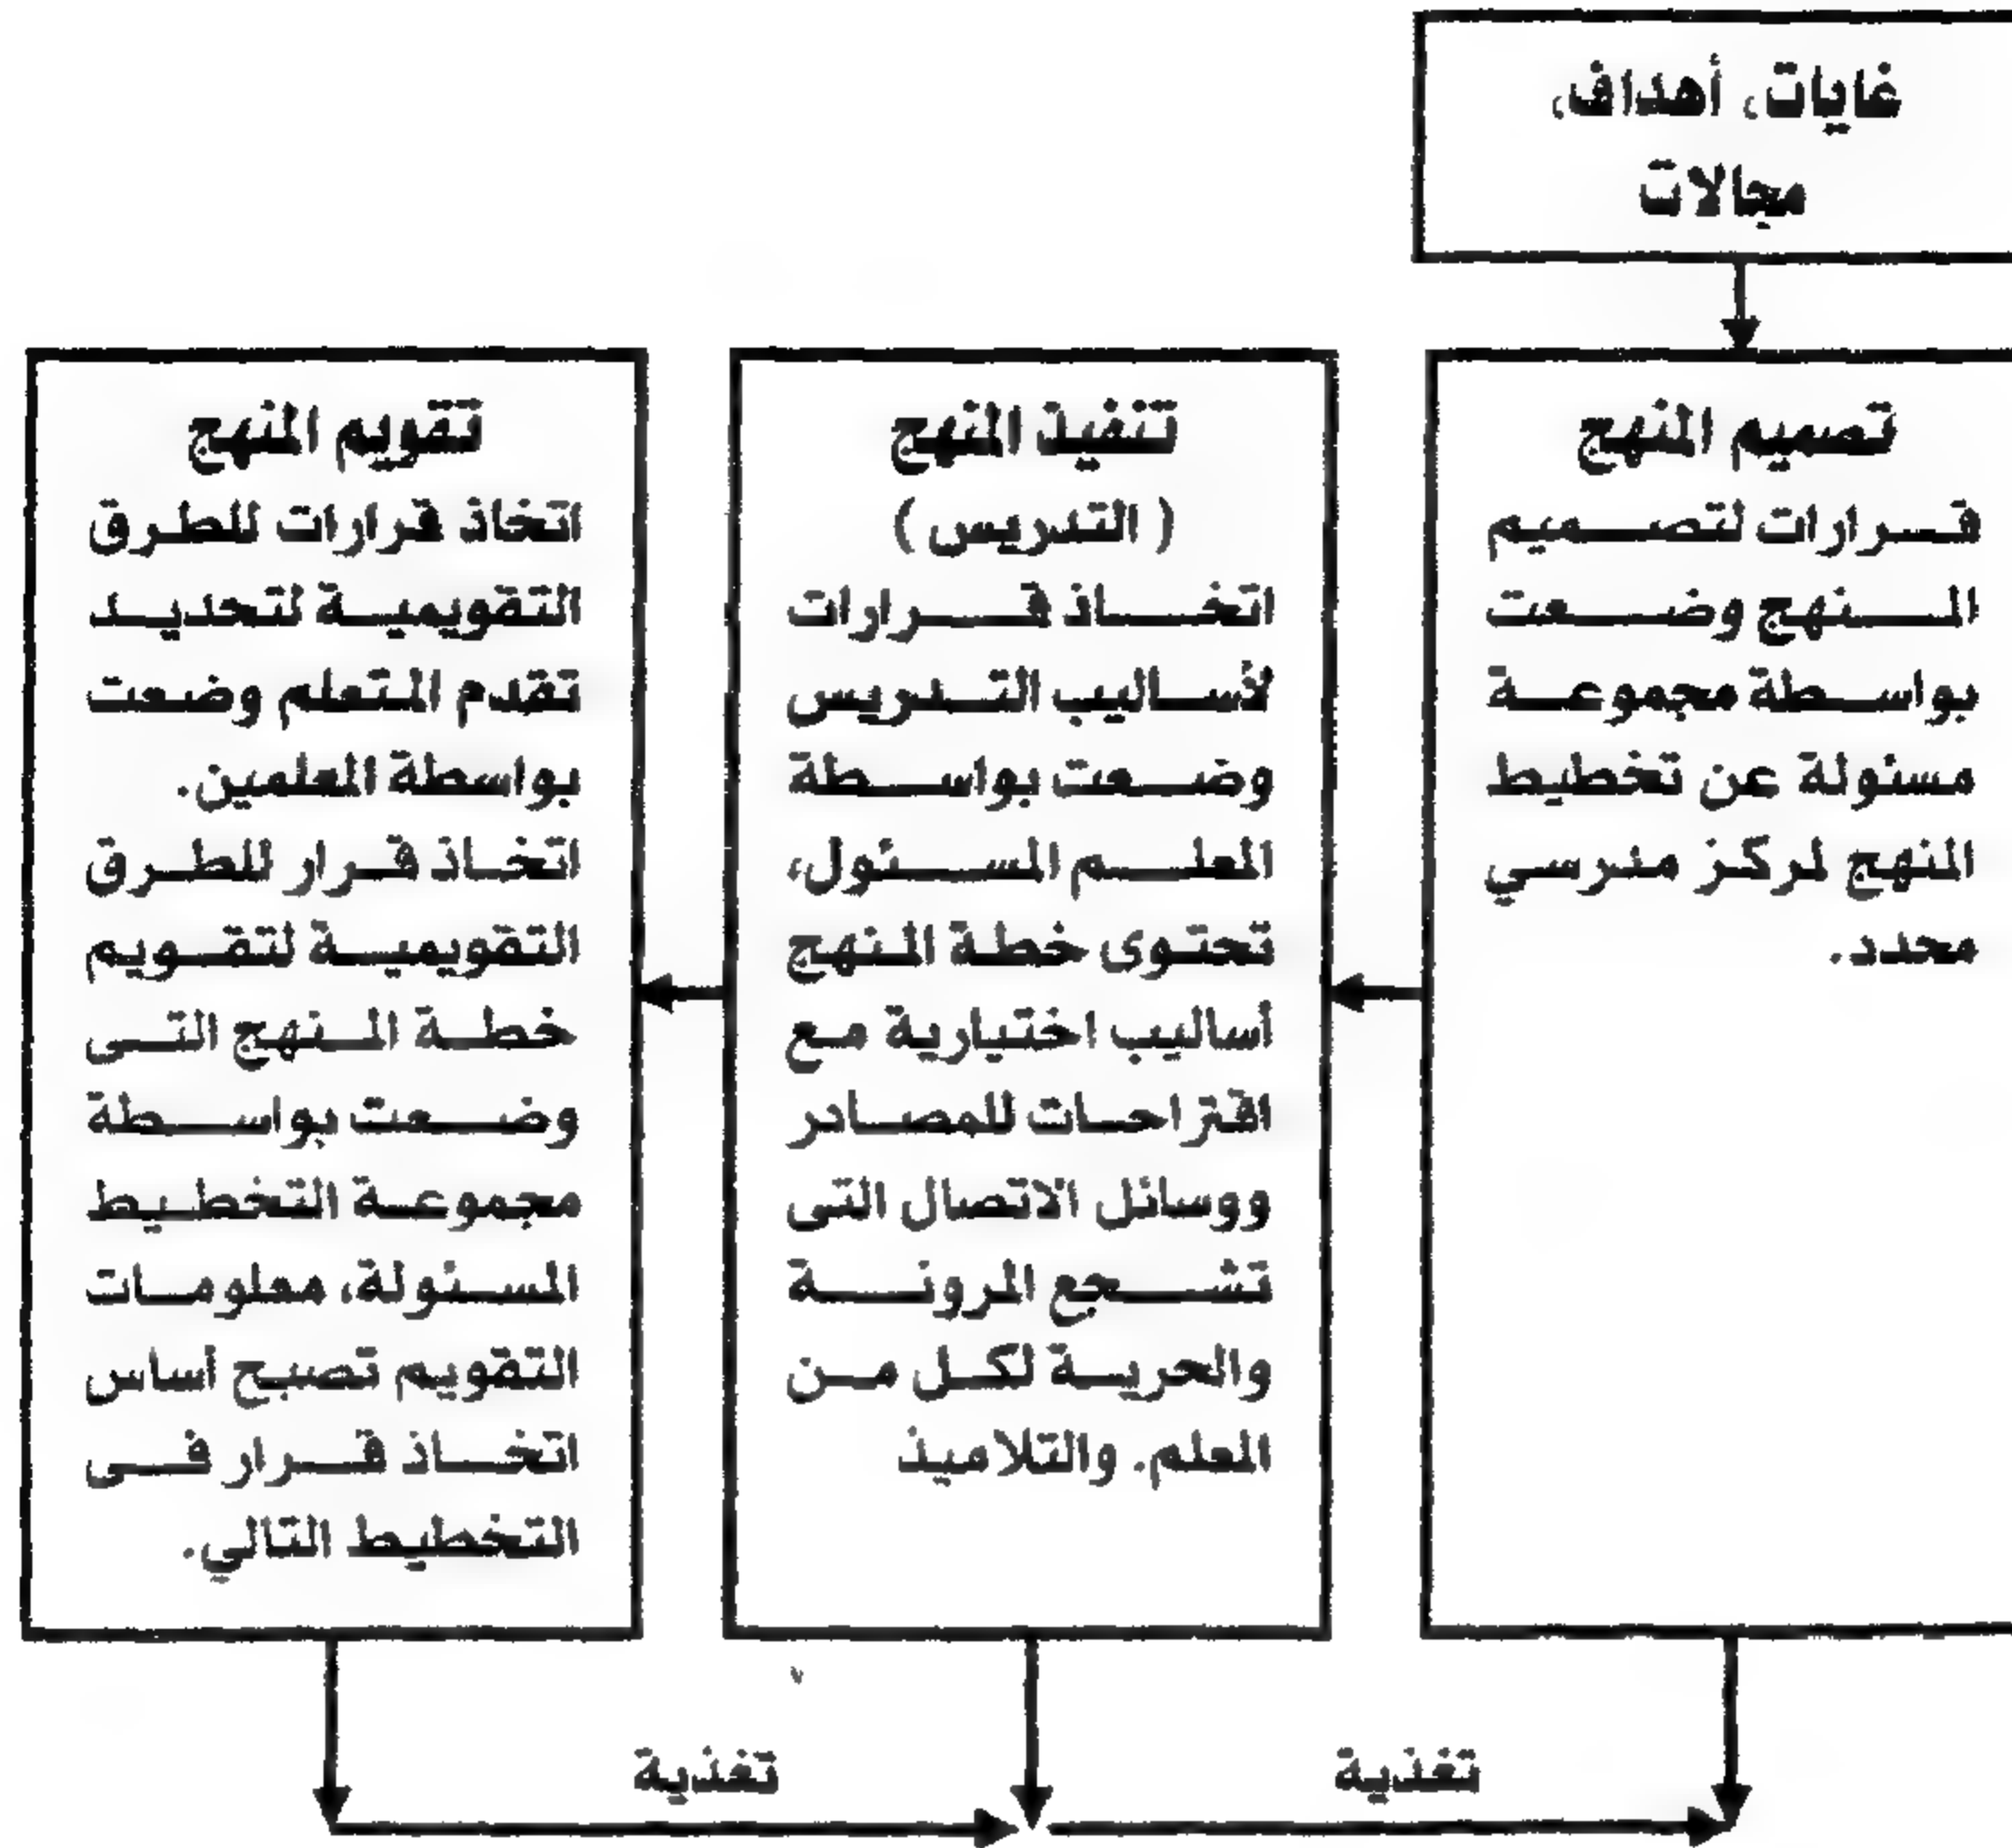 غايات، أهداف،
مجالات
تصميم المنهج
قرارات لتصميم
المنهج وضعت
بواسطة مجموعة
مسئولة عن تخطيط
المنهج لمركز مدرسي
محدد.
تنفيذ المنهج
( التدريس )
اتخاذ قرارات
لأساليب التدريس
وضعت بواسطة
المعلم المسئول،
تحتوى خطة المنهج
أساليب اختيارية مع
اقتراحات للمصادر
ووسائل الاتصال التى
تشجع المرونة
والحرية لكل من
المعلم. والتلاميذ
تقويم المنهج
اتخاذ قرارات للطرق
التقويمية لتحديد
تقدم المتعلم وضعت
بواسطة المعلمين.
اتخاذ قرار للطرق
التقويمية لتقويم
خطة المنهج التى
وضعت بواسطة
مجموعة التخطيط
المسئولة، معلومات
التقويم تصبح أساس
اتخاذ قرار فى
التخطيط التالي.
تغذية
تغذية